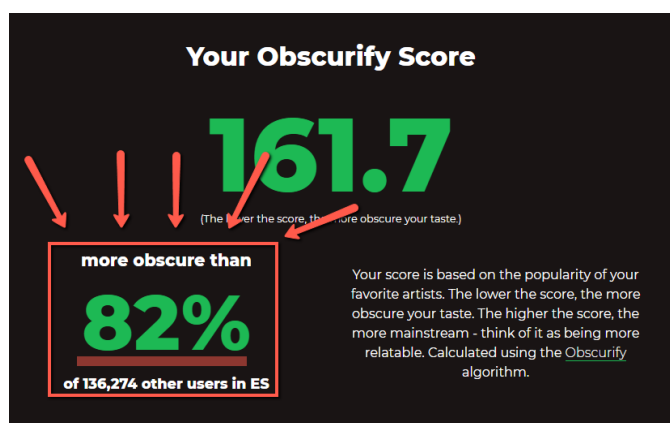 Your Obscurify Score
161.7
(The lower the score, the more obscure your taste.)
more obscure than
82%
of 136,274 other users in ES
Your score is based on the popularity of your
favorite artists. The lower the score, the more
obscure your taste. The higher the score, the
more mainstream - think of it as being more
relatable. Calculated using the Obscurify
algorithm.